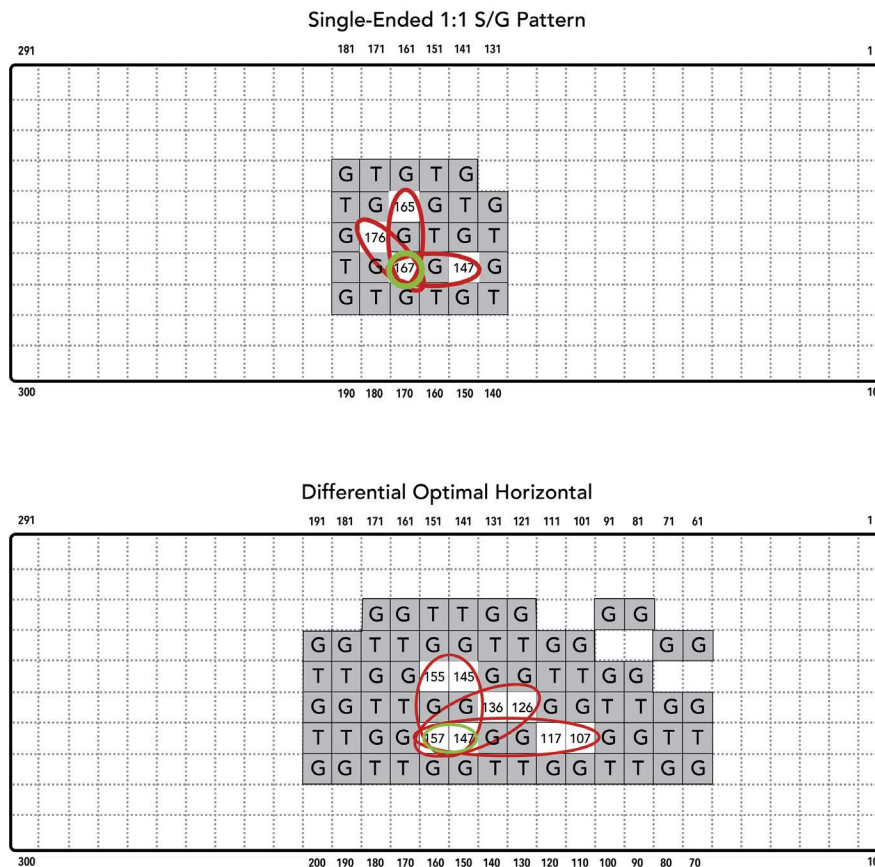 Single-Ended 1:1 S/G Pattern
291 181 171 161 151 141 131 1
G T G T G
T G 165 G T G
G 176 G T G T
T G 167 G 147 G
G T G T G T
300 190 180 170 160 150 140 10
Differential Optimal Horizontal
291 191 181 171 161 151 141 131 121 111 101 91 81 71 61 1
G G T T G G G G
G G T T G G T T G G G G
T T G G 155 145 G G T T G G
G G T T G G 136 126 G G T T G G
T T G G 157 147 G G 117 107 G G T T
G G T T G G T T G G T T G G
300 200 190 180 170 160 150 140 130 120 110 100 90 80 70 10